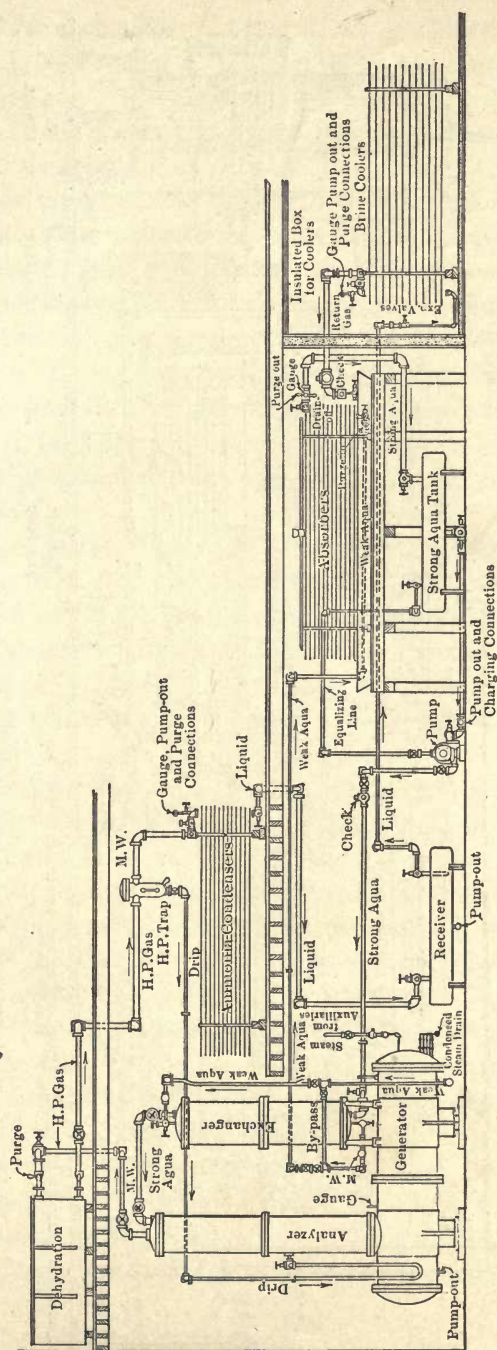 Dehydration
Purge
H.P.Gas
M.W.
Strong
Aqua
Analyzer
Gauge
Drip
Pump-out
Exchanger
By-pass
M.W.
Generator
Weak Aqua
Weak Aqua
Weak Aqua
Steam
from
Auxiliaries
Condensed
Steam Drain
H.P.Gas
H.P.Trap
M.W.
Drip
Gauge, Pump-out
and Purge
Connections
Ammonia Condensers
Liquid
Liquid
Strong Aqua
Check
Receiver
Pump-out
Liquid
Pump
Pump out and
Charging Connections
Weak Aqua
Equalizing
Line
Absorbers
Weak Aqua
Strong Aqua Tank
Strong Aqua
Purge out
Gauge
Drain
Check
Insulated Box
for Coolers
Return
Gas
Gauge Pump out and
Purge Connections
Brine Coolers
Exp. Valves